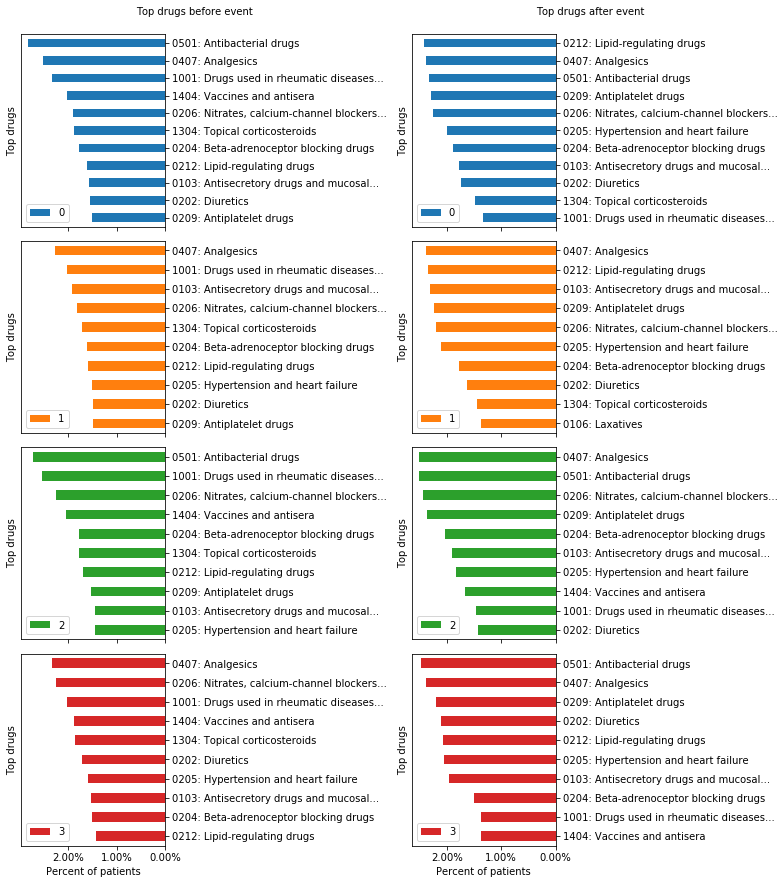 Top drugs before event
Top drugs
0501: Antibacterial drugs
0407: Analgesics
1001: Drugs used in rheumatic diseases...
1404: Vaccines and antisera
0206: Nitrates, calcium-channel blockers...
1304: Topical corticosteroids
0204: Beta-adrenoceptor blocking drugs
0212: Lipid-regulating drugs
0103: Antisecretory drugs and mucosal...
0202: Diuretics
0209: Antiplatelet drugs
0
Top drugs
0407: Analgesics
1001: Drugs used in rheumatic diseases...
0103: Antisecretory drugs and mucosal...
0206: Nitrates, calcium-channel blockers...
1304: Topical corticosteroids
0204: Beta-adrenoceptor blocking drugs
0212: Lipid-regulating drugs
0205: Hypertension and heart failure
0202: Diuretics
0209: Antiplatelet drugs
1
Top drugs
0501: Antibacterial drugs
1001: Drugs used in rheumatic diseases...
0206: Nitrates, calcium-channel blockers...
1404: Vaccines and antisera
0204: Beta-adrenoceptor blocking drugs
1304: Topical corticosteroids
0212: Lipid-regulating drugs
0209: Antiplatelet drugs
0103: Antisecretory drugs and mucosal...
0205: Hypertension and heart failure
2
Top drugs
0407: Analgesics
0206: Nitrates, calcium-channel blockers...
1001: Drugs used in rheumatic diseases...
1404: Vaccines and antisera
1304: Topical corticosteroids
0202: Diuretics
0205: Hypertension and heart failure
0103: Antisecretory drugs and mucosal...
0204: Beta-adrenoceptor blocking drugs
0212: Lipid-regulating drugs
3
2.00% 1.00% 0.00%
Percent of patients
Top drugs after event
Top drugs
0212: Lipid-regulating drugs
0407: Analgesics
0501: Antibacterial drugs
0209: Antiplatelet drugs
0206: Nitrates, calcium-channel blockers...
0205: Hypertension and heart failure
0204: Beta-adrenoceptor blocking drugs
0103: Antisecretory drugs and mucosal...
0202: Diuretics
1304: Topical corticosteroids
1001: Drugs used in rheumatic diseases...
0
Top drugs
0407: Analgesics
0212: Lipid-regulating drugs
0103: Antisecretory drugs and mucosal...
0209: Antiplatelet drugs
0206: Nitrates, calcium-channel blockers...
0205: Hypertension and heart failure
0204: Beta-adrenoceptor blocking drugs
0202: Diuretics
1304: Topical corticosteroids
0106: Laxatives
1
Top drugs
0407: Analgesics
0501: Antibacterial drugs
0206: Nitrates, calcium-channel blockers...
0209: Antiplatelet drugs
0204: Beta-adrenoceptor blocking drugs
0103: Antisecretory drugs and mucosal...
0205: Hypertension and heart failure
1404: Vaccines and antisera
1001: Drugs used in rheumatic diseases...
0202: Diuretics
2
Top drugs
0501: Antibacterial drugs
0407: Analgesics
0209: Antiplatelet drugs
0202: Diuretics
0212: Lipid-regulating drugs
0205: Hypertension and heart failure
0103: Antisecretory drugs and mucosal...
0204: Beta-adrenoceptor blocking drugs
1001: Drugs used in rheumatic diseases...
1404: Vaccines and antisera
3
2.00% 1.00% 0.00%
Percent of patients